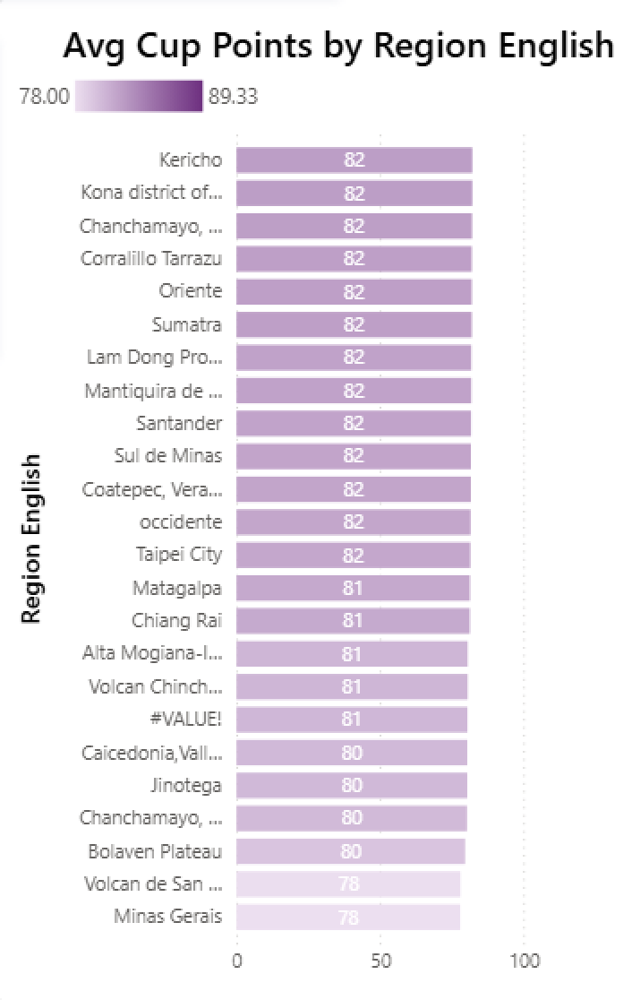 Avg Cup Points by Region English
78.00 89.33
Kericho 82
Kona district of... 82
Chanchamayo, ... 82
Corralillo Tarrazu 82
Oriente 82
Sumatra 82
Lam Dong Pro... 82
Mantiquira de ... 82
Santander 82
Sul de Minas 82
Coatepec, Vera... 82
occidente 82
Taipei City 82
Matagalpa 81
Chiang Rai 81
Alta Mogiana-I... 81
Volcan Chinch... 81
#VALUE! 81
Caicedonia,Vall... 80
Jinotega 80
Chanchamayo, ... 80
Bolaven Plateau 80
Volcan de San ... 78
Minas Gerais 78
Region English
0 50 100